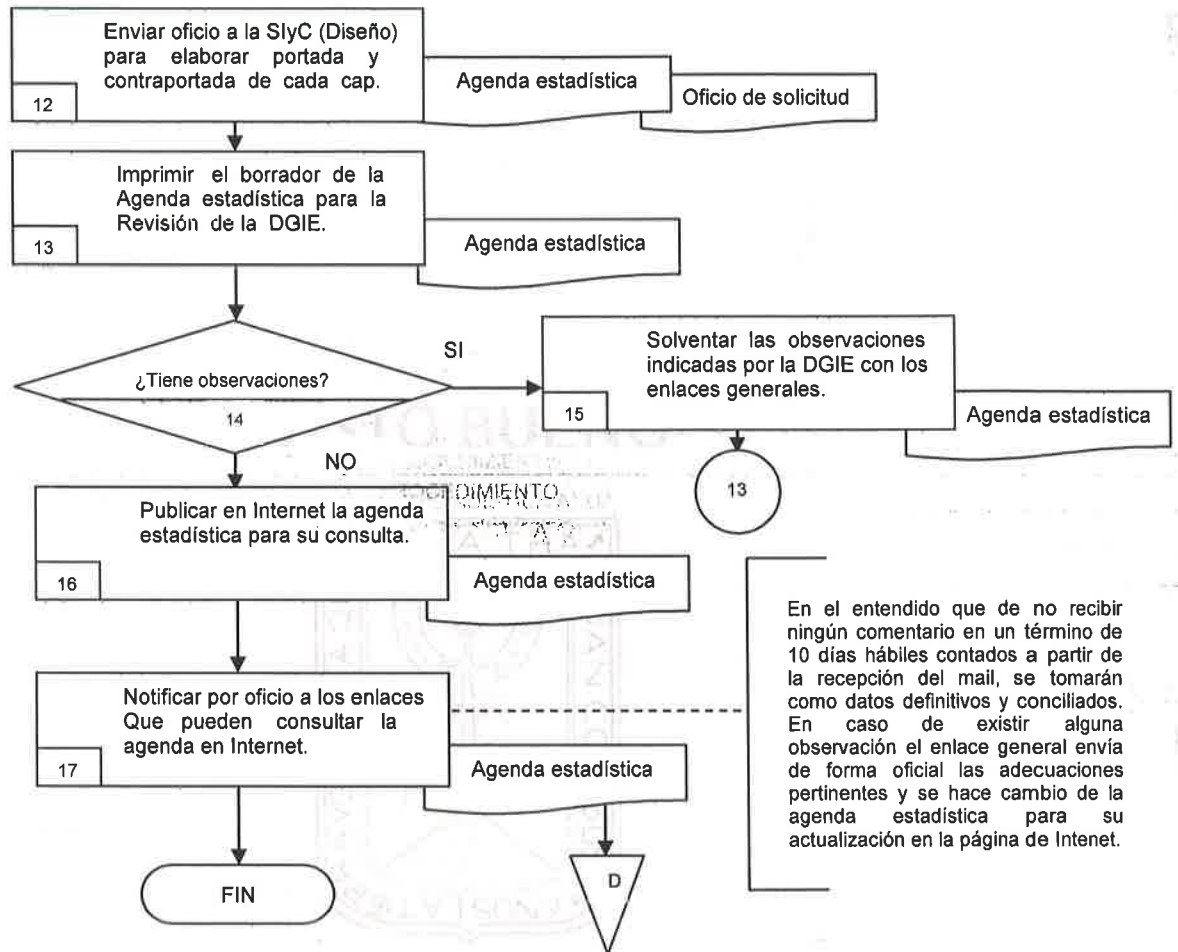 Enviar oficio a la SIyC (Diseño)
para elaborar portada y
contraportada de cada cap.
12
Agenda estadística
Oficio de solicitud
Imprimir el borrador de la
Agenda estadística para la
Revisión de la DGIE.
13
Agenda estadística
¿Tiene observaciones?
14
SI
NO
Solventar las observaciones
indicadas por la DGIE con los
enlaces generales.
15
Agenda estadística
13
DIMIENTO
Publicar en Internet la agenda
estadística para su consulta.
16
Agenda estadística
Notificar por oficio a los enlaces
Que pueden consultar la
agenda en Internet.
17
Agenda estadística
En el entendido que de no recibir
ningún comentario en un término de
10 días hábiles contados a partir de
la recepción del mail, se tomarán
como datos definitivos y conciliados.
En caso de existir alguna
observación el enlace general envía
de forma oficial las adecuaciones
pertinentes y se hace cambio de la
agenda estadística para su
actualización en la página de Intenet.
FIN
D